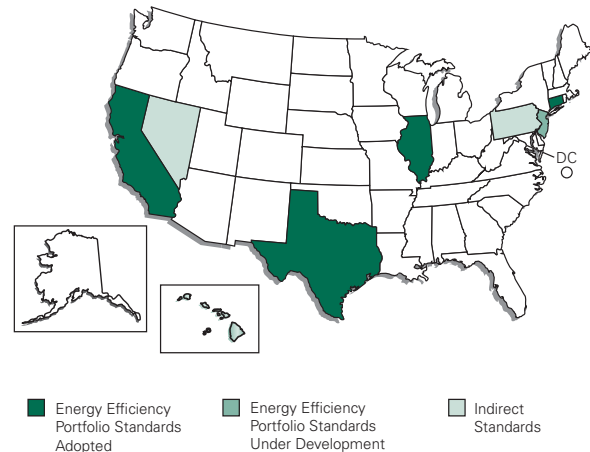 DC
Energy Efficiency
Portfolio Standards
Adopted
Energy Efficiency
Portfolio Standards
Under Development
Indirect
Standards